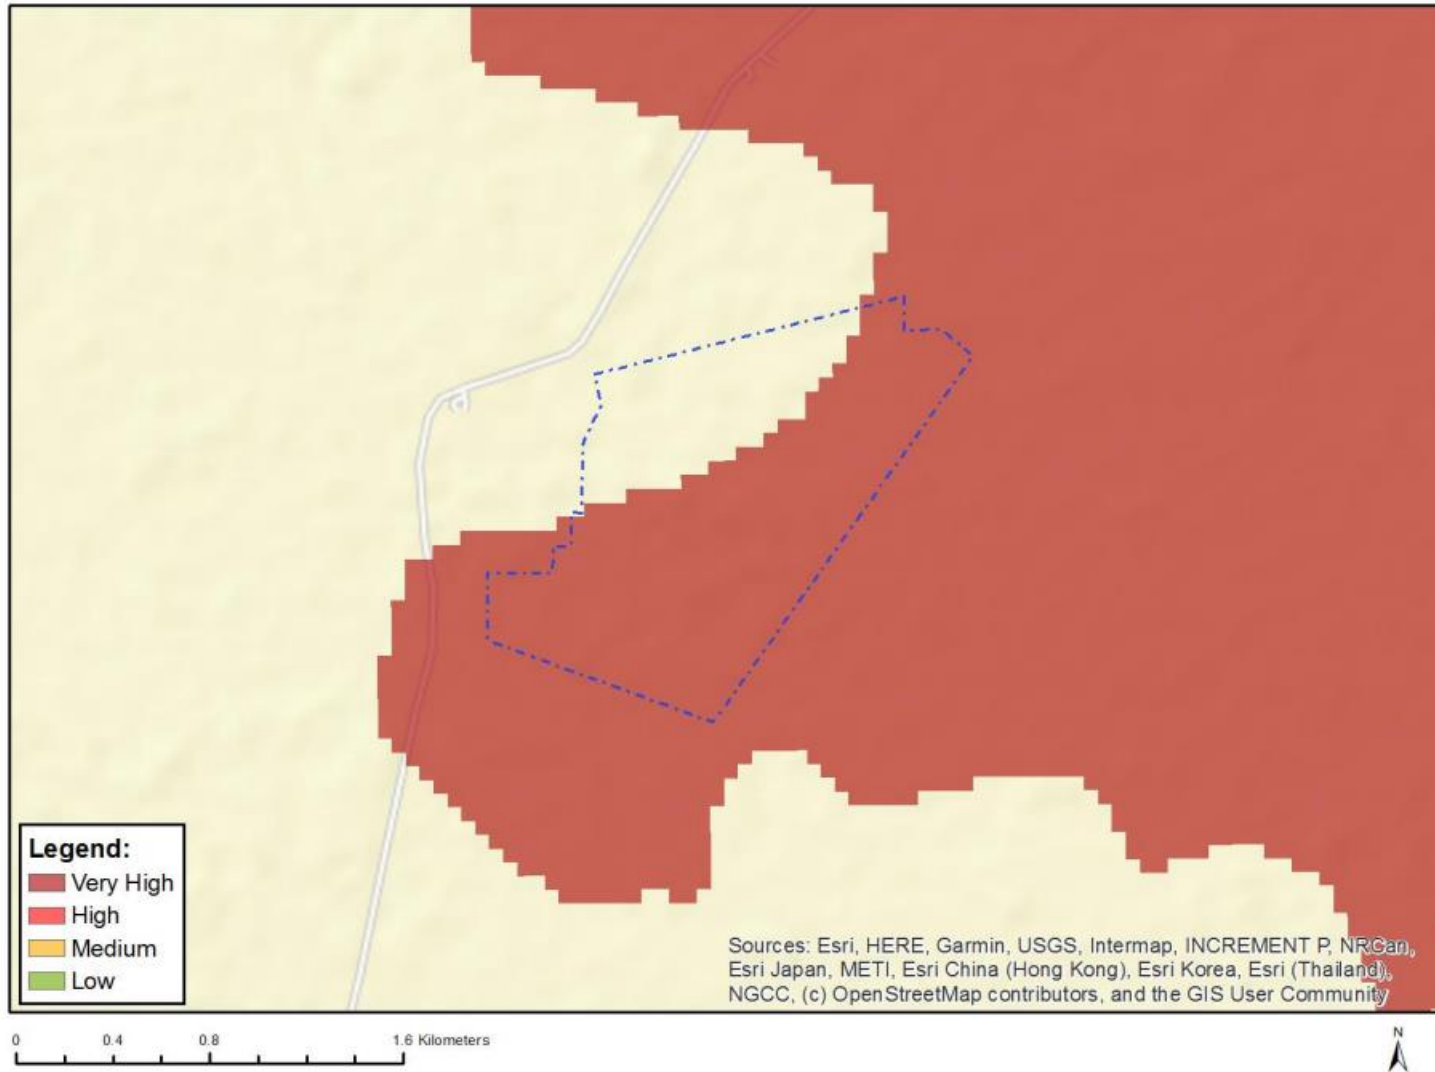 Legend:
Very High
High
Medium
Low
Sources: Esri, HERE, Garmin, USGS, Intermap, INCREMENT P, NRCan,
Esri Japan, METI, Esri China (Hong Kong), Esri Korea, Esri (Thailand),
NGCC, (c) OpenStreetMap contributors, and the GIS User Community
0 0.4 0.8 1.6 Kilometers
N